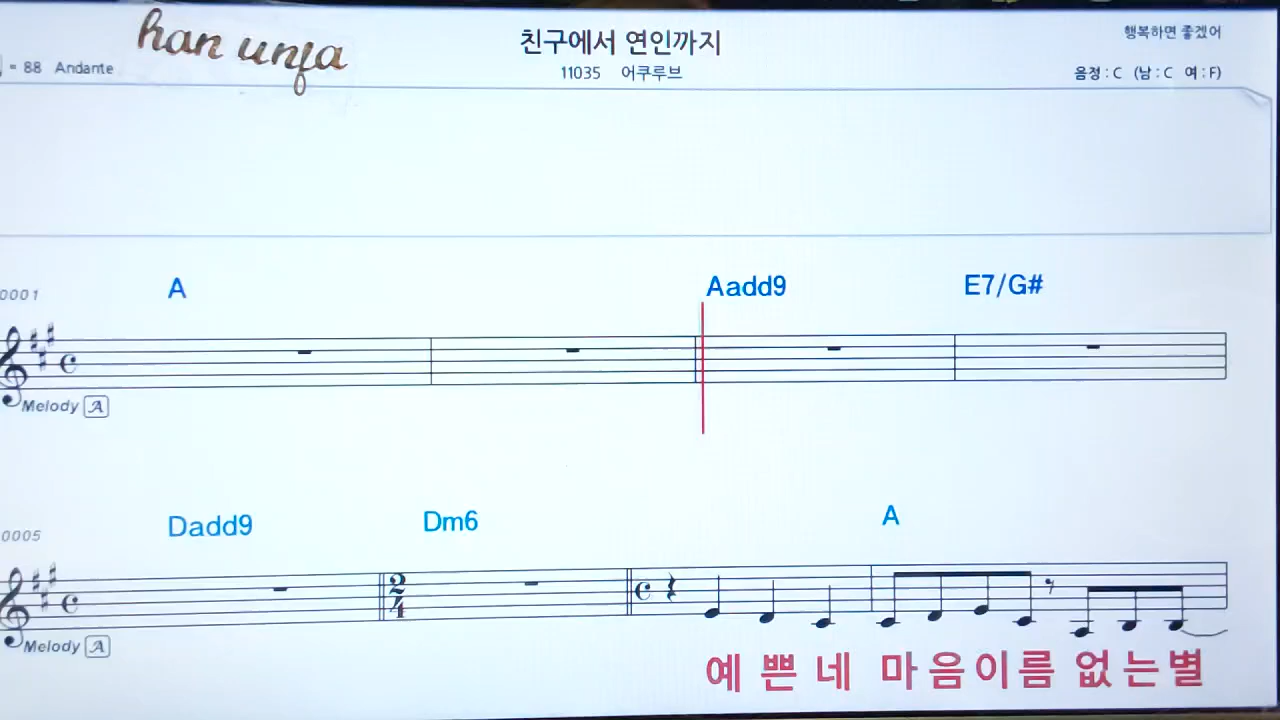 han unja
친구에서 연인까지
행복하면 좋겠어
= 88 Andante
11035 어쿠루브
음정 : C (남 : C 여 : F)
A Aadd9 E7/G#
0001
Melody A
Dadd9 Dm6 A
0005
2
4
Melody A
예 쁜 네 마 음 이 름 없 는 별